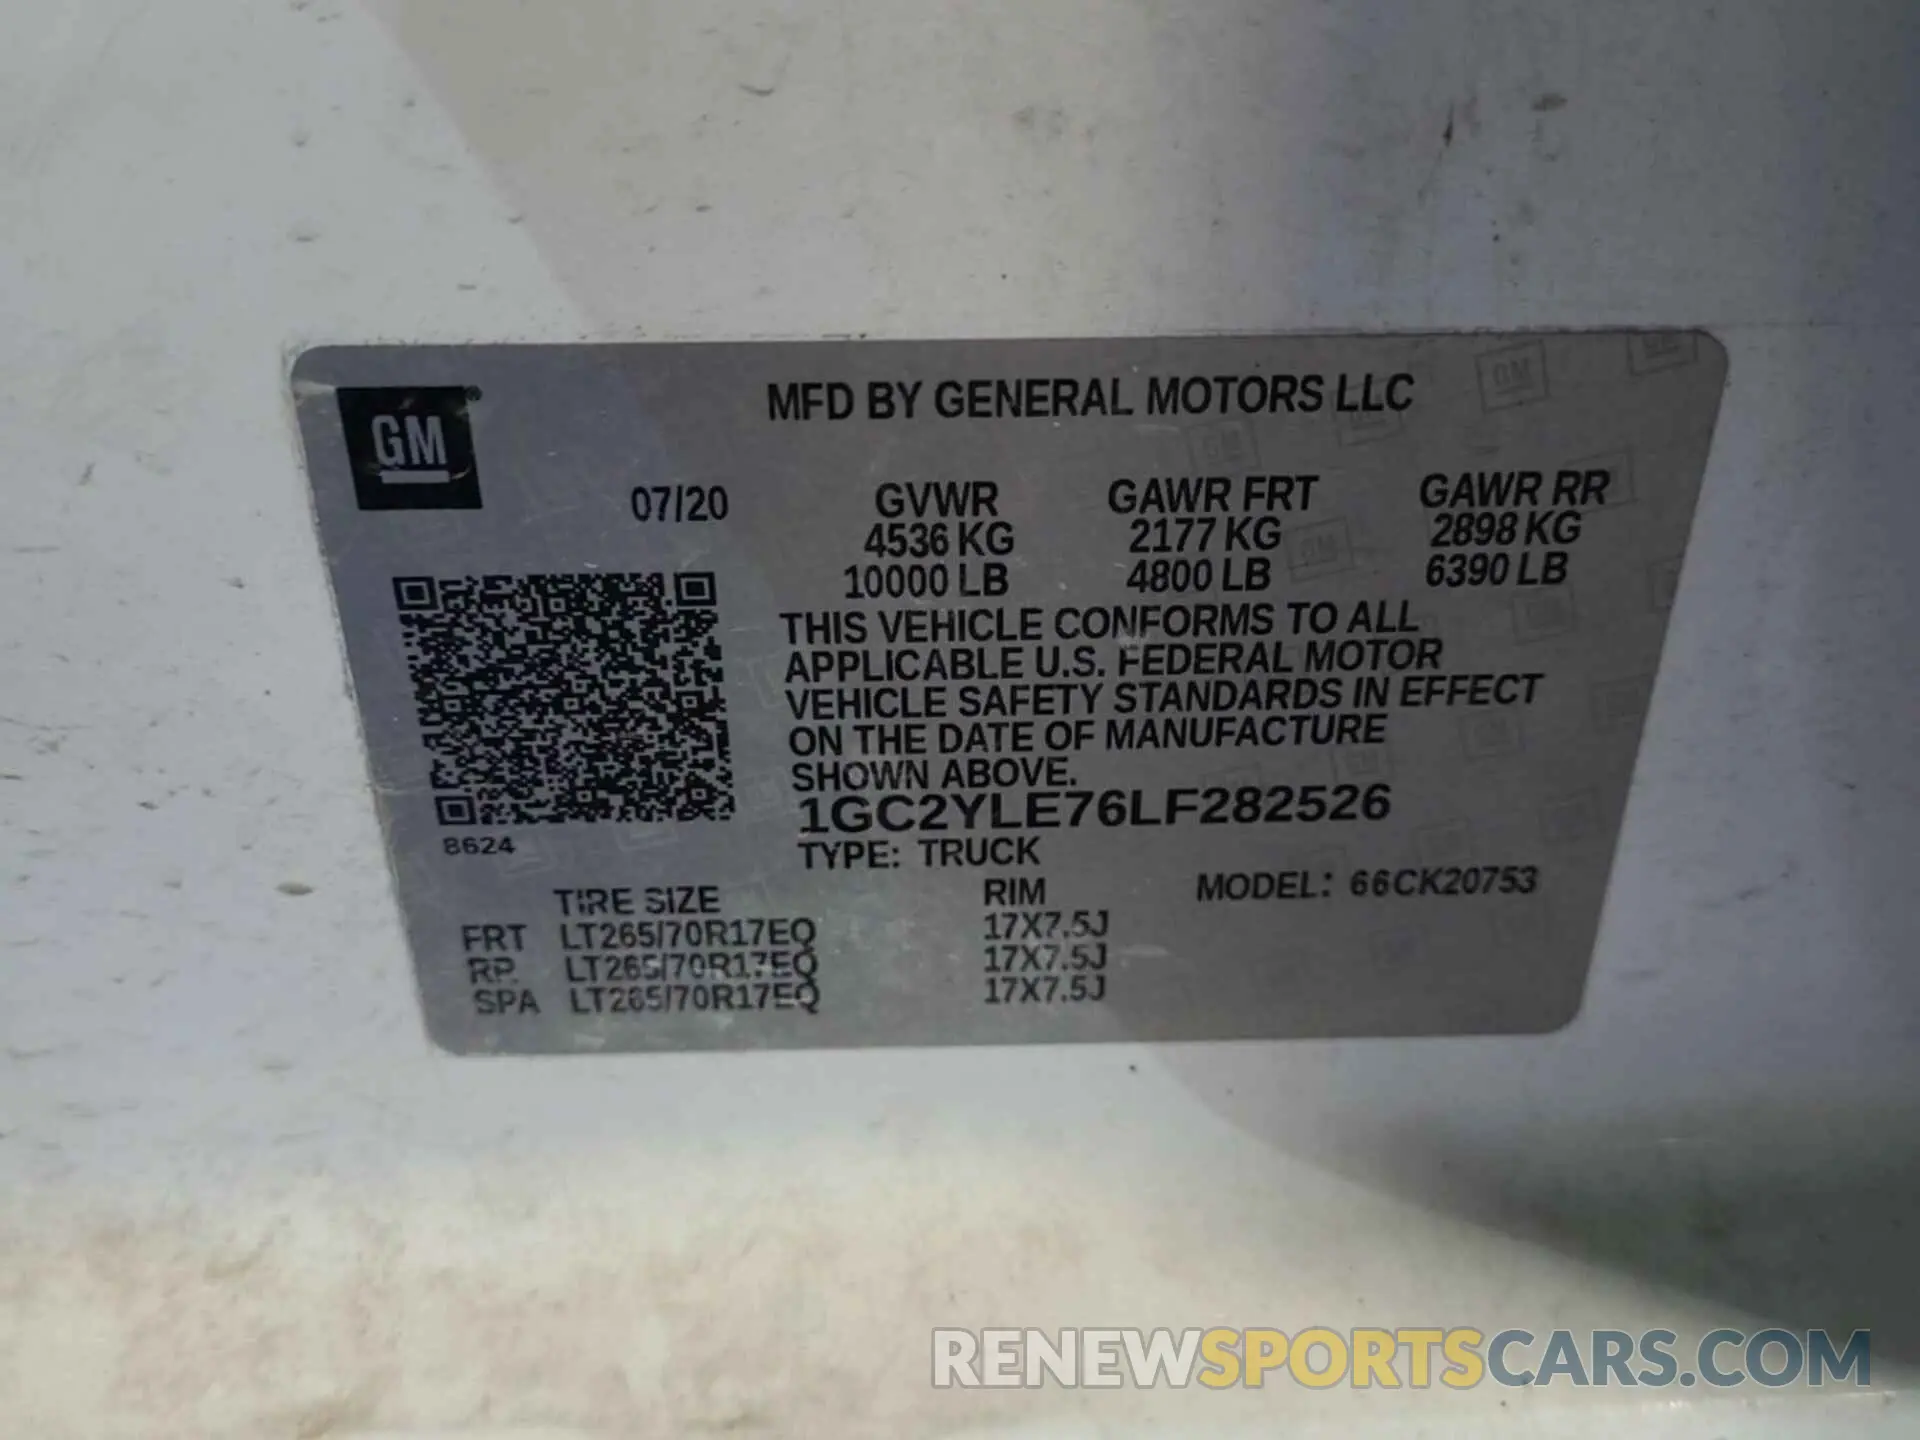 GM
MFD BY GENERAL MOTORS LLC
07/20 GVWR GAWR FRT GAWR RR
4536 KG 2177 KG 2898 KG
10000 LB 4800 LB 6390 LB
THIS VEHICLE CONFORMS TO ALL
APPLICABLE U.S. FEDERAL MOTOR
VEHICLE SAFETY STANDARDS IN EFFECT
ON THE DATE OF MANUFACTURE
SHOWN ABOVE.
1GC2YLE76LF282526
8624
TYPE: TRUCK
TIRE SIZE RIM MODEL: 66CK20753
FRT LT265/70R17EQ 17X7.5J
RR LT265/70R17EQ 17X7.5J
SPA LT265/70R17EQ 17X7.5J
RENEWSPORTSCARS.COM